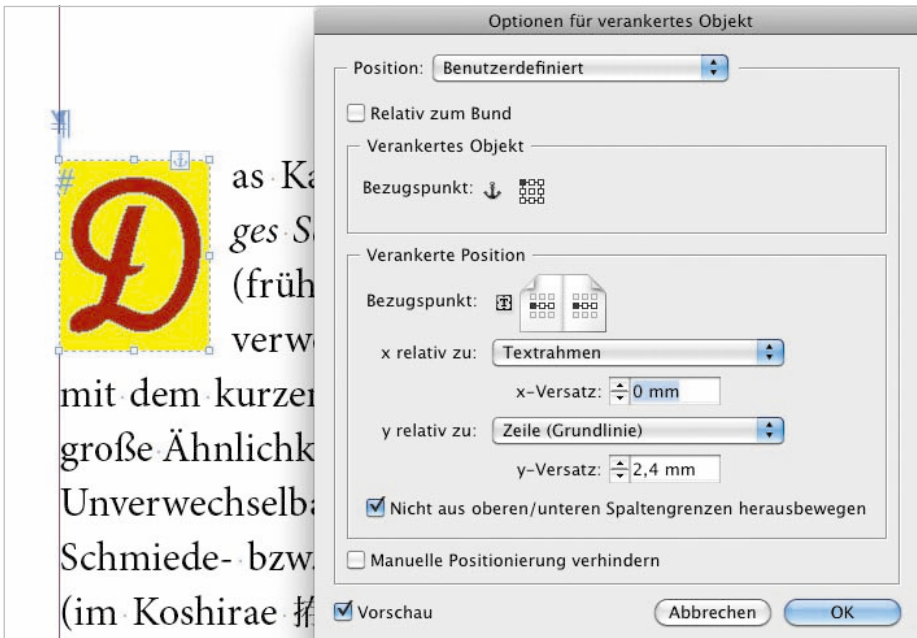 Optionen für verankertes Objekt
Position: Benutzerdefiniert
Relativ zum Bund
Verankertes Objekt
Bezugspunkt:
Verankerte Position
Bezugspunkt:
x relativ zu: Textrahmen
x-Versatz: 0 mm
y relativ zu: Zeile (Grundlinie)
y-Versatz: 2,4 mm
Nicht aus oberen/unteren Spaltengrenzen herausbewegen
Manuelle Positionierung verhindern
Vorschau Abbrechen OK
¶
#
D as Ka
ges S
(früh
verw
mit dem kurzer
große Ähnlichk
Unverwechselba
Schmiede- bzw.
(im Koshirae 拵